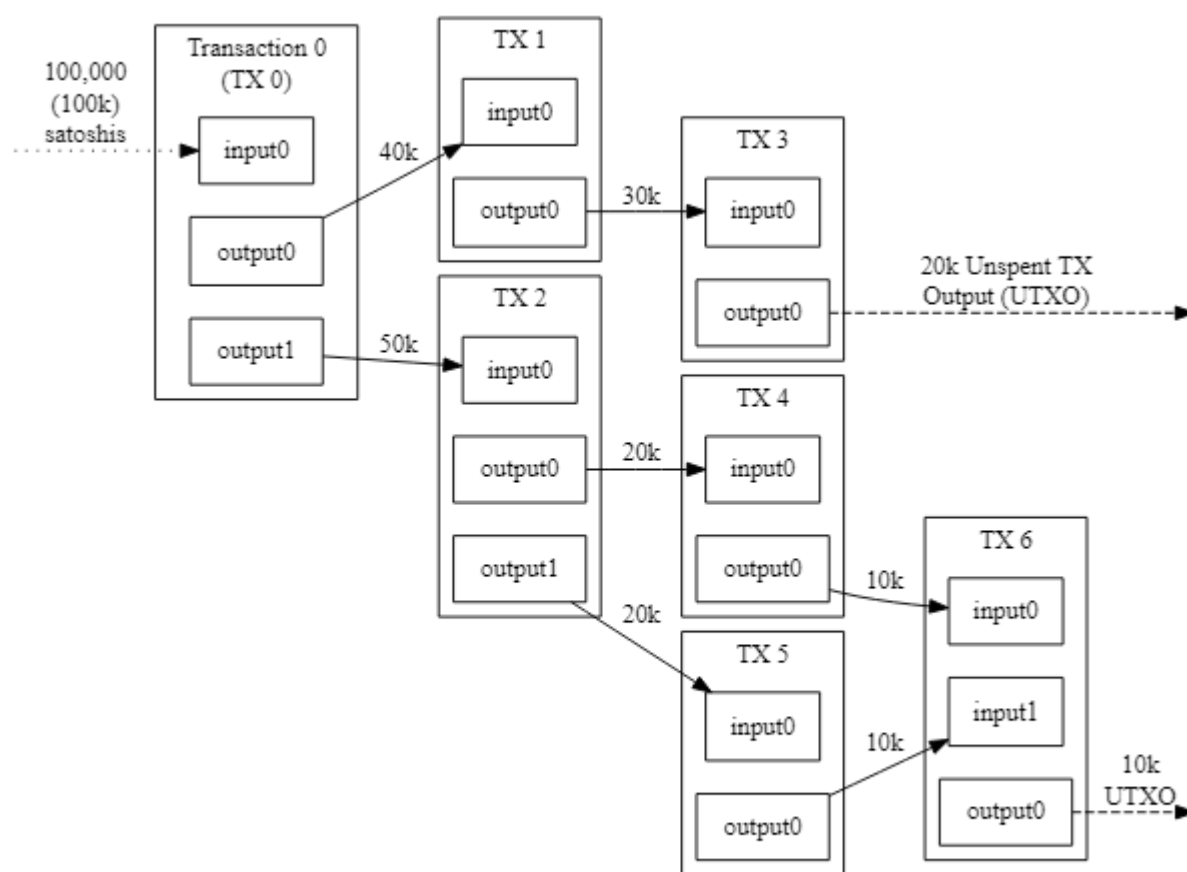 100,000
(100k)
satoshis
Transaction 0
(TX 0)
input0
output0
output1
40k
50k
TX 1
input0
output0
30k
TX 2
input0
output0
output1
20k
20k
TX 3
input0
output0
20k Unspent TX
Output (UTXO)
TX 4
input0
output0
10k
TX 5
input0
output0
10k
TX 6
input0
input1
output0
10k
UTXO